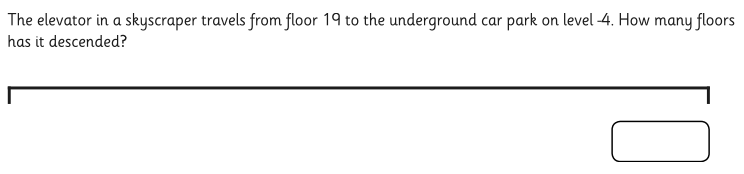 The elevator in a skyscraper travels from floor 19 to the underground car park on level -4. How many floors
has it descended?